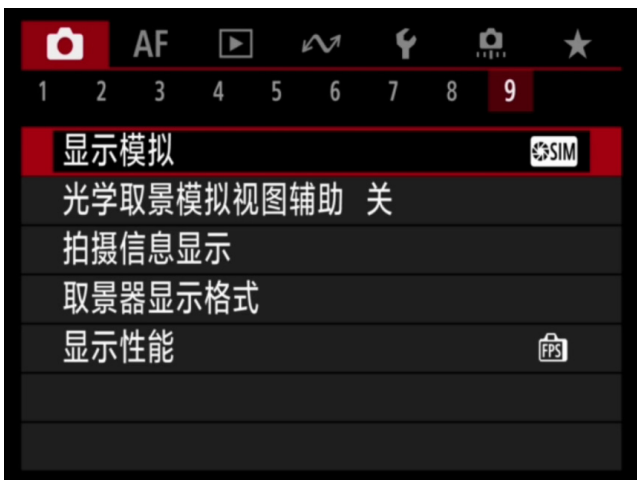 AF
1 2 3 4 5 6 7 8 9
显示模拟 SIM
光学取景模拟视图辅助 关
拍摄信息显示
取景器显示格式
显示性能 FPS